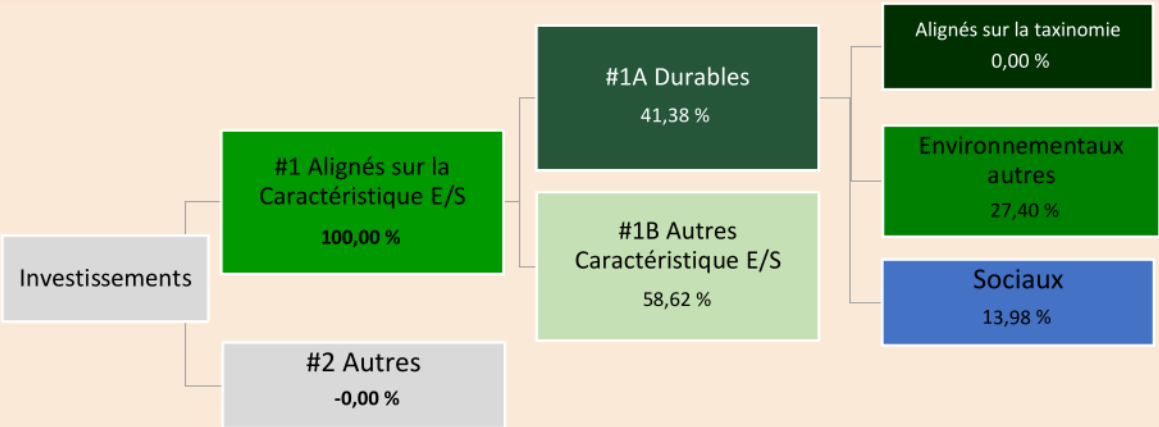 Investissements
#1 Alignés sur la
Caractéristique E/S
100,00 %
#2 Autres
-0,00 %
#1A Durables
41,38 %
#1B Autres
Caractéristique E/S
58,62 %
Alignés sur la taxinomie
0,00 %
Environnementaux
autres
27,40 %
Sociaux
13,98 %